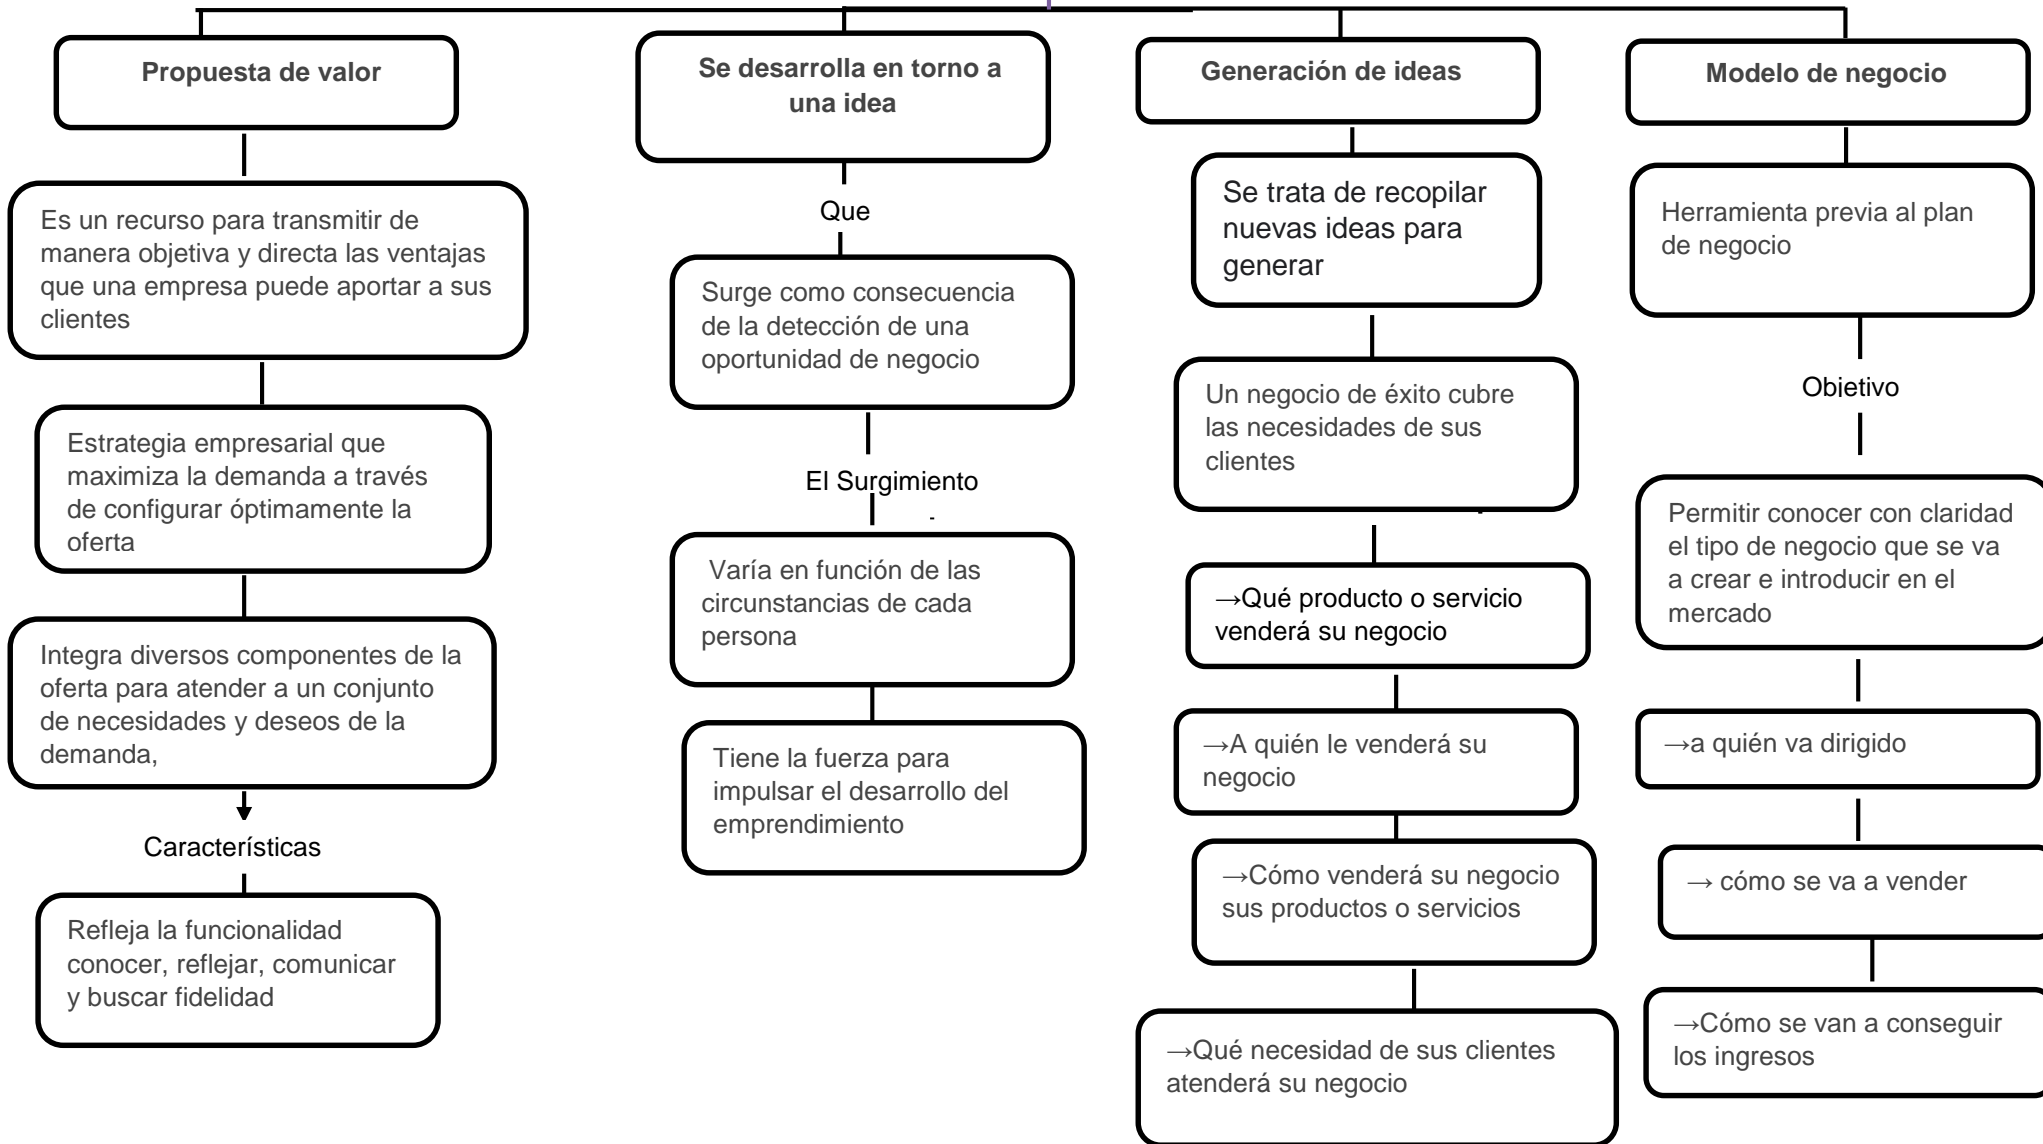 Propuesta de valor
Es un recurso para transmitir de
manera objetiva y directa las ventajas
que una empresa puede aportar a sus
clientes
Estrategia empresarial que
maximiza la demanda a través
de configurar óptimamente la
oferta
Integra diversos componentes de la
oferta para atender a un conjunto
de necesidades y deseos de la
demanda,
Características
Refleja la funcionalidad
conocer, reflejar, comunicar
y buscar fidelidad
Se desarrolla en torno a
una idea
Que
Surge como consecuencia
de la detección de una
oportunidad de negocio
El Surgimiento
Varía en función de las
circunstancias de cada
persona
Tiene la fuerza para
impulsar el desarrollo del
emprendimiento
Generación de ideas
Se trata de recopilar
nuevas ideas para
generar
Un negocio de éxito cubre
las necesidades de sus
clientes
→Qué producto o servicio
venderá su negocio
→A quién le venderá su
negocio
→Cómo venderá su negocio
sus productos o servicios
→Qué necesidad de sus clientes
atenderá su negocio
Modelo de negocio
Herramienta previa al plan
de negocio
Objetivo
Permitir conocer con claridad
el tipo de negocio que se va
a crear e introducir en el
mercado
→a quién va dirigido
→ cómo se va a vender
→Cómo se van a conseguir
los ingresos